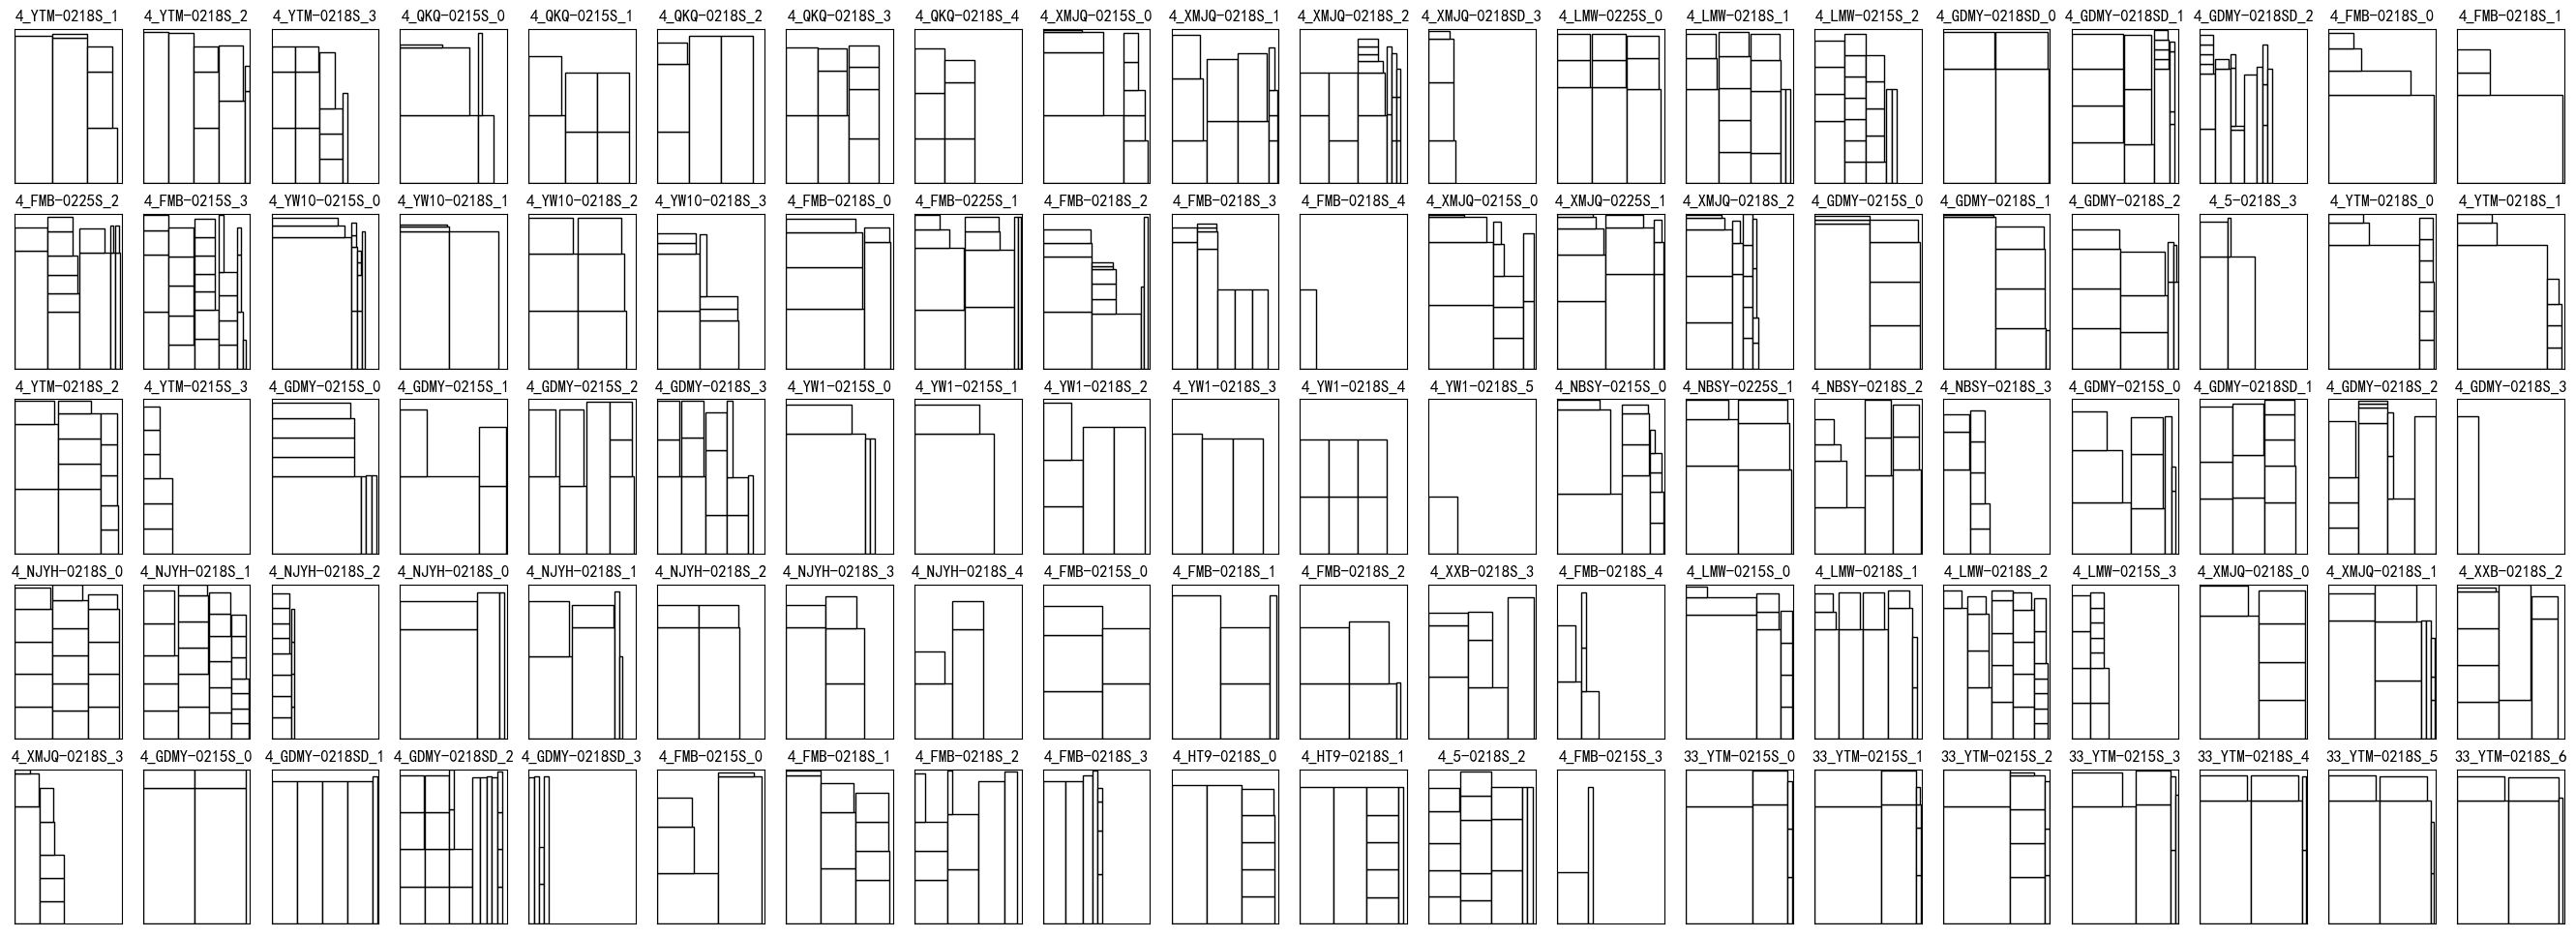 4_YTM-0218S_1 4_YTM-0218S_2 4_YTM-0218S_3 4_QKQ-0215S_0 4_QKQ-0215S_1 4_QKQ-0218S_2 4_QKQ-0218S_3 4_QKQ-0218S_4 4_XMJQ-0215S_0 4_XMJQ-0218S_1 4_XMJQ-0218S_2 4_XMJQ-0218SD_3 4_LMW-0225S_0 4_LMW-0218S_1 4_LMW-0215S_2 4_GDMY-0218SD_0 4_GDMY-0218SD_1 4_GDMY-0218SD_2 4_FMB-0218S_0 4_FMB-0218S_1
4_FMB-0225S_2 4_FMB-0215S_3 4_YW10-0215S_0 4_YW10-0218S_1 4_YW10-0218S_2 4_YW10-0218S_3 4_FMB-0218S_0 4_FMB-0225S_1 4_FMB-0218S_2 4_FMB-0218S_3 4_FMB-0218S_4 4_XMJQ-0215S_0 4_XMJQ-0225S_1 4_XMJQ-0218S_2 4_GDMY-0215S_0 4_GDMY-0218S_1 4_GDMY-0218S_2 4_5-0218S_3 4_YTM-0218S_0 4_YTM-0218S_1
4_YTM-0218S_2 4_YTM-0215S_3 4_GDMY-0215S_0 4_GDMY-0215S_1 4_GDMY-0215S_2 4_GDMY-0218S_3 4_YW1-0215S_0 4_YW1-0215S_1 4_YW1-0218S_2 4_YW1-0218S_3 4_YW1-0218S_4 4_YW1-0218S_5 4_NBSY-0215S_0 4_NBSY-0225S_1 4_NBSY-0218S_2 4_NBSY-0218S_3 4_GDMY-0215S_0 4_GDMY-0218SD_1 4_GDMY-0218S_2 4_GDMY-0218S_3
4_NJYH-0218S_0 4_NJYH-0218S_1 4_NJYH-0218S_2 4_NJYH-0218S_0 4_NJYH-0218S_1 4_NJYH-0218S_2 4_NJYH-0218S_3 4_NJYH-0218S_4 4_FMB-0215S_0 4_FMB-0218S_1 4_FMB-0218S_2 4_XXB-0218S_3 4_FMB-0218S_4 4_LMW-0215S_0 4_LMW-0218S_1 4_LMW-0218S_2 4_LMW-0215S_3 4_XMJQ-0218S_0 4_XMJQ-0218S_1 4_XXB-0218S_2
4_XMJQ-0218S_3 4_GDMY-0215S_0 4_GDMY-0218SD_1 4_GDMY-0218SD_2 4_GDMY-0218SD_3 4_FMB-0215S_0 4_FMB-0218S_1 4_FMB-0218S_2 4_FMB-0218S_3 4_HT9-0218S_0 4_HT9-0218S_1 4_5-0218S_2 4_FMB-0215S_3 33_YTM-0215S_0 33_YTM-0215S_1 33_YTM-0215S_2 33_YTM-0215S_3 33_YTM-0218S_4 33_YTM-0218S_5 33_YTM-0218S_6